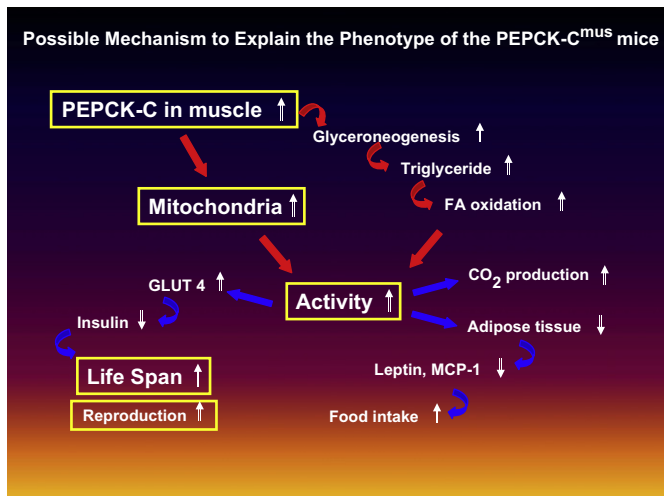 Possible Mechanism to Explain the Phenotype of the PEPCK-Cmus mice
PEPCK-C in muscle ⇑
Glyceroneogenesis ↑
Triglyceride ⇑
Mitochondria ⇑
FA oxidation ↑
GLUT 4 ⇑
CO2 production ⇑
Activity ⇑
Insulin ⇓
Adipose tissue ⇓
Life Span ↑
Leptin, MCP-1 ⇓
Reproduction ⇑
Food intake ↑